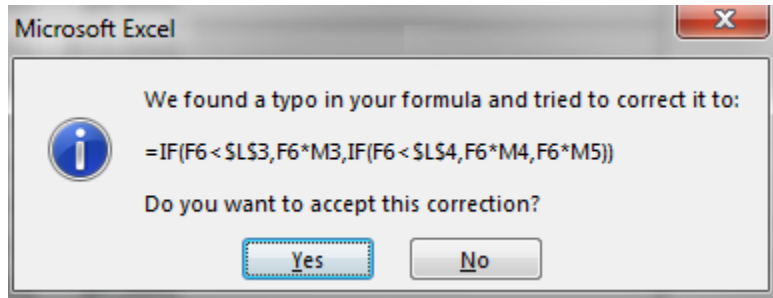 Microsoft Excel
We found a typo in your formula and tried to correct it to:
=IF(F6<$L$3,F6*M3,IF(F6<$L$4,F6*M4,F6*M5))
Do you want to accept this correction?
Yes No